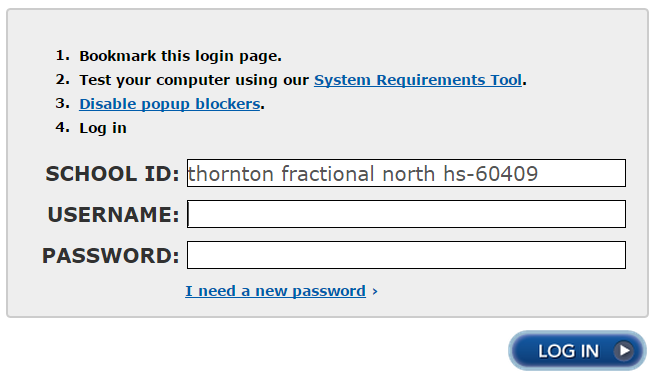 1. Bookmark this login page.
2. Test your computer using our System Requirements Tool.
3. Disable popup blockers.
4. Log in
SCHOOL ID: thornton fractional north hs-60409
USERNAME:
PASSWORD:
I need a new password ›
LOG IN